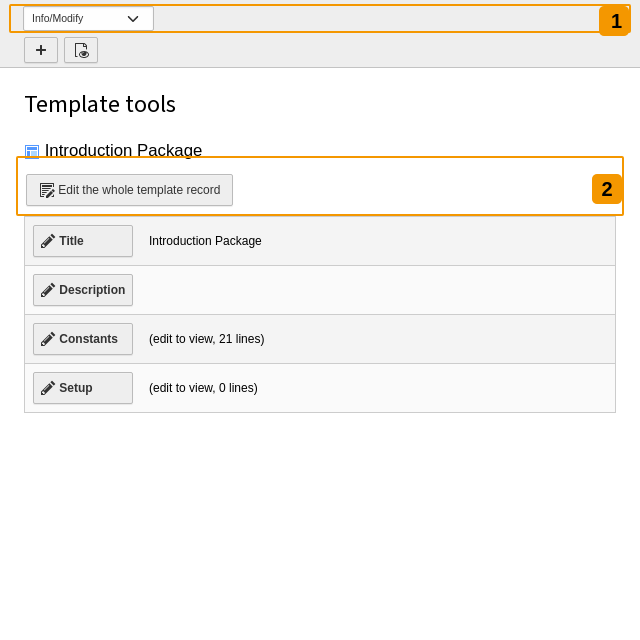 Info/Modify
1
+
Template tools
Introduction Package
Edit the whole template record
2
Title Introduction Package
Description
Constants (edit to view, 21 lines)
Setup (edit to view, 0 lines)